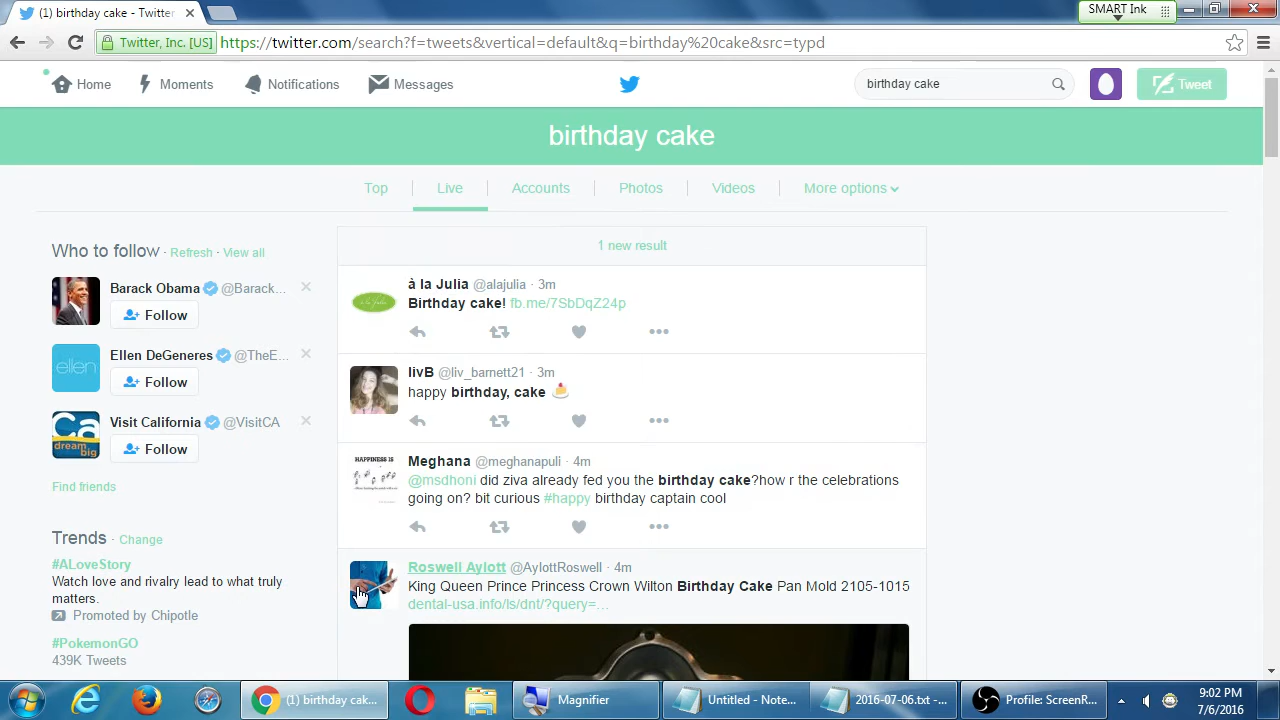 (1) birthday cake - Twitter
SMART Ink
Twitter, Inc. [US]
https://twitter.com/search?f=tweets&vertical=default&q=birthday%20cake&src=typd
Home
Moments
Notifications
Messages
birthday cake
Tweet
birthday cake
Top
Live
Accounts
Photos
Videos
More options
Who to follow · Refresh · View all
Barack Obama @Barack...
Follow
ellen
Ellen DeGeneres @TheE...
Follow
Ca
dream
big
Visit California @VisitCA
Follow
Find friends
Trends · Change
#ALoveStory
Watch love and rivalry lead to what truly
matters.
Promoted by Chipotle
#PokemonGO
439K Tweets
1 new result
à la Julia @alajulia · 3m
Birthday cake! fb.me/7SbDqZ24p
livB @liv_barnett21 · 3m
happy birthday, cake
HAPPINESS IS
Meghana @meghanapuli · 4m
@msdhoni did ziva already fed you the birthday cake?how r the celebrations
going on? bit curious #happy birthday captain cool
Roswell Aylott @AylottRoswell · 4m
King Queen Prince Princess Crown Wilton Birthday Cake Pan Mold 2105-1015
dental-usa.info/ls/dnt/?query=...
(1) birthday cak...
Magnifier
Untitled - Note...
2016-07-06.txt -...
Profile: ScreenR...
9:02 PM
7/6/2016